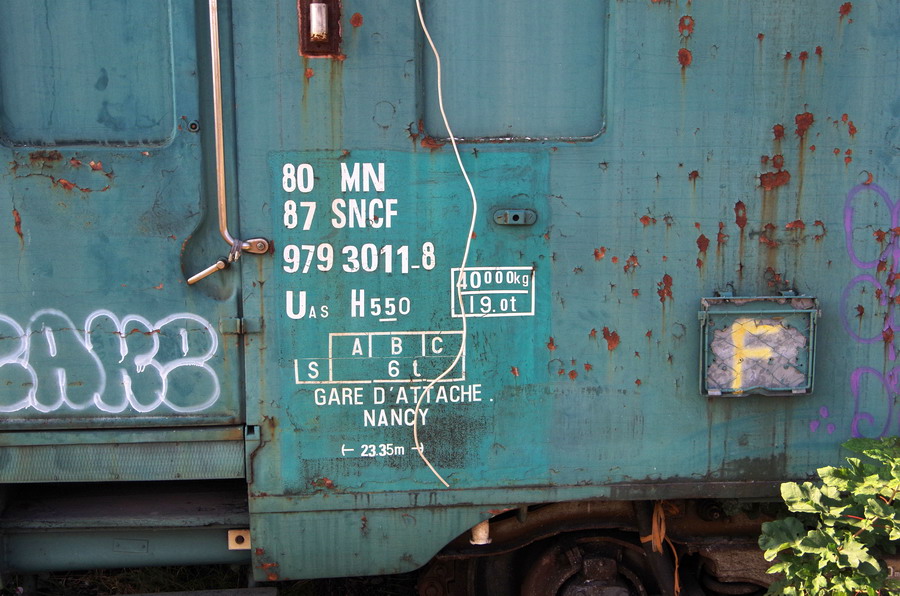 80 MN
87 SNCF
979 3011-8
UAS H550
40000kg
19.0t
A B C
S 6 t
GARE D'ATTACHE.
NANCY
23.35m
F